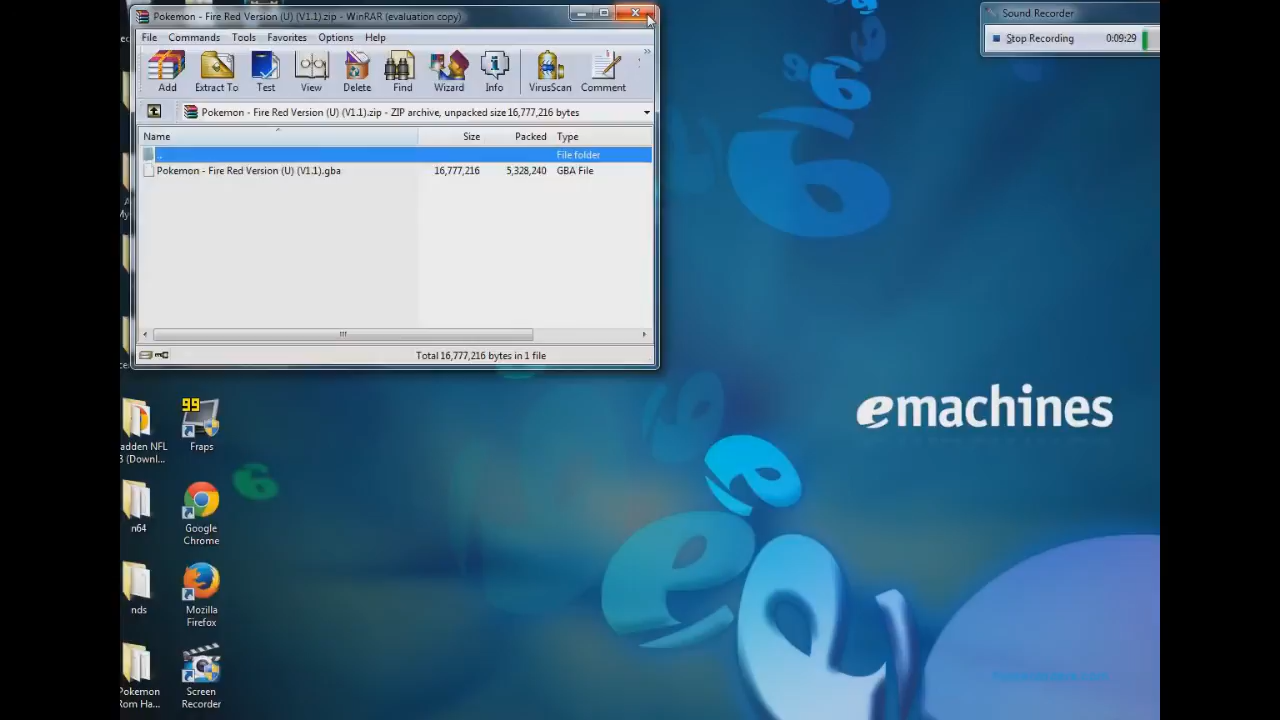 Pokemon - Fire Red Version (U) (V1.1).zip - WinRAR (evaluation copy)
Sound Recorder
File Commands Tools Favorites Options Help
Stop Recording 0:09:29
Add Extract To Test View Delete Find Wizard Info VirusScan Comment
Pokemon - Fire Red Version (U) (V1.1).zip - ZIP archive, unpacked size 16,777,216 bytes
Name Size Packed Type
.. File folder
Pokemon - Fire Red Version (U) (V1.1).gba 16,777,216 5,328,240 GBA File
Total 16,777,216 bytes in 1 file
emachines
99
adden NFL
(Downl...
Fraps
n64
Google
Chrome
nds
Mozilla
Firefox
Pokemon
Rom Ha...
Screen
Recorder